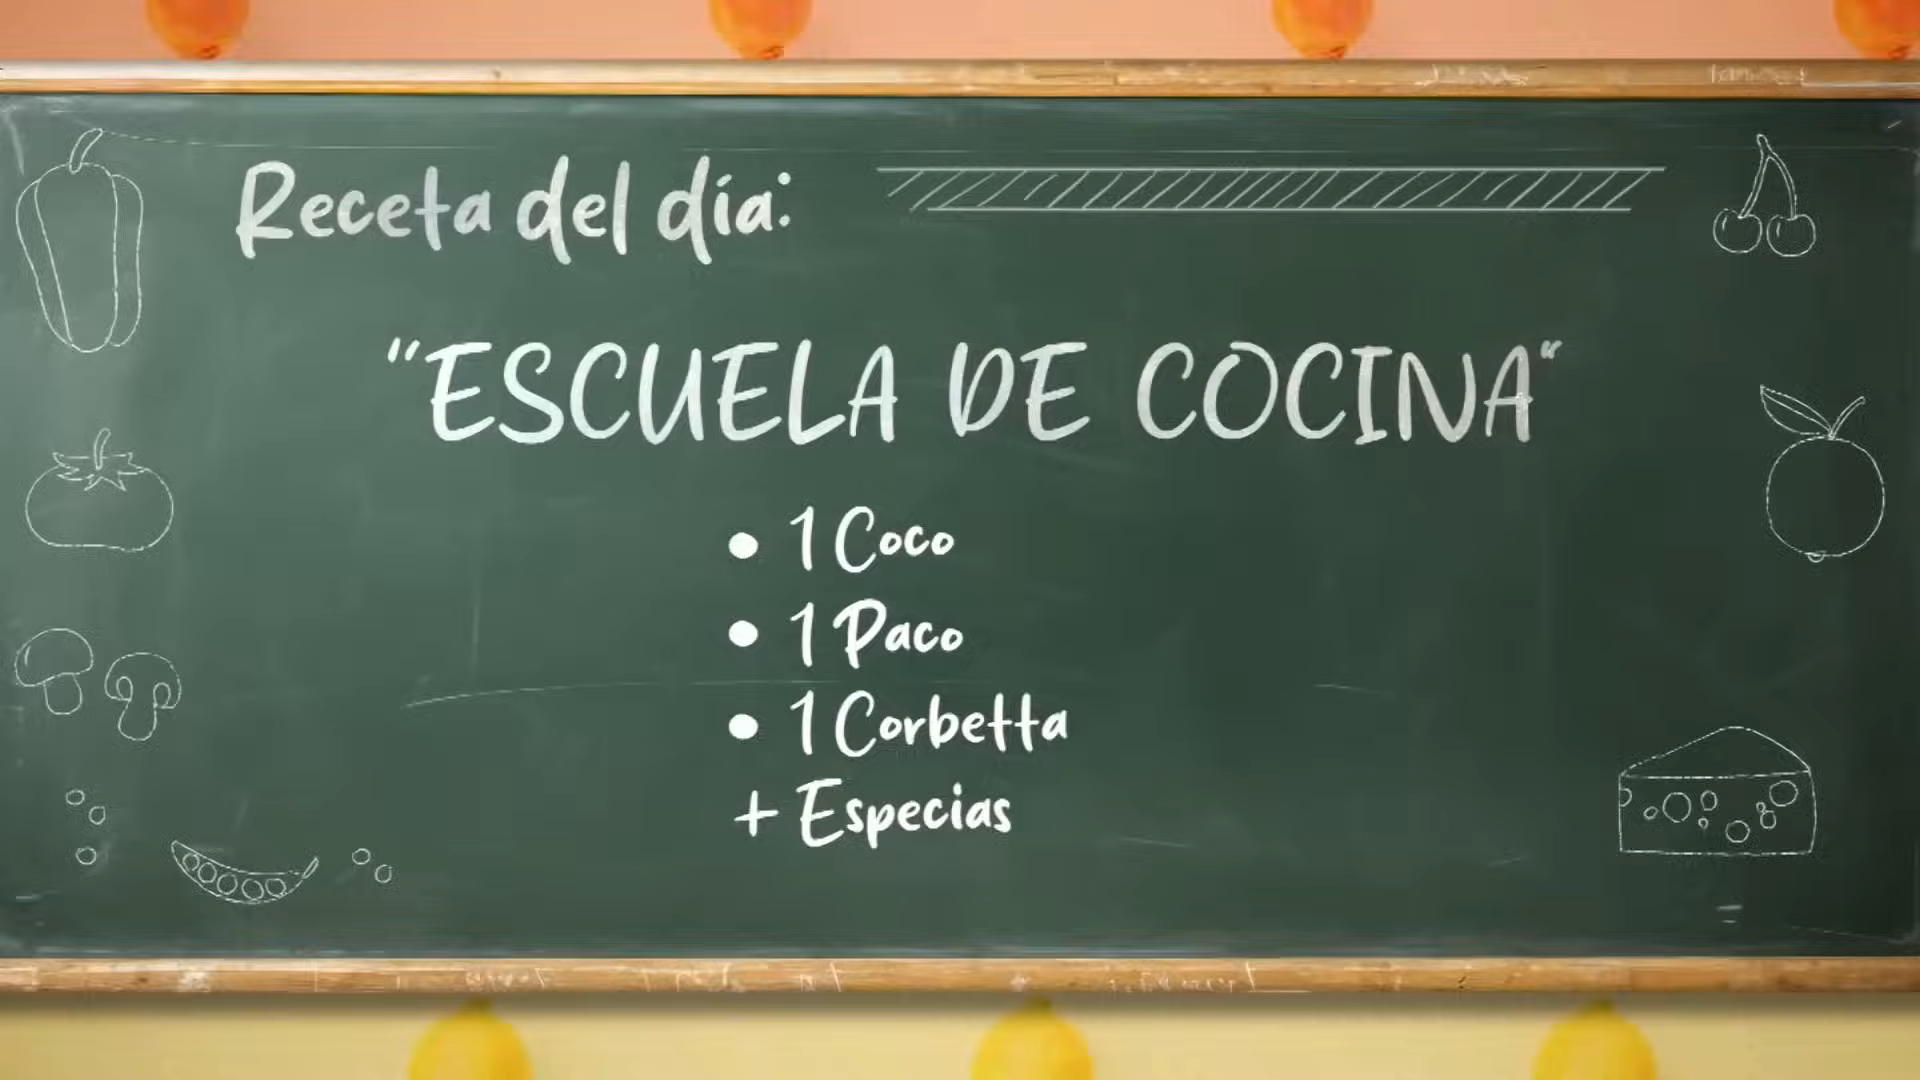 Receta del día:
"ESCUELA DE COCINA"
• 1 Coco
• 1 Paco
• 1 Corbetta
+ Especias